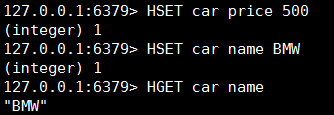 127.0.0.1:6379> HSET car price 500
(integer) 1
127.0.0.1:6379> HSET car name BMW
(integer) 1
127.0.0.1:6379> HGET car name
"BMW"